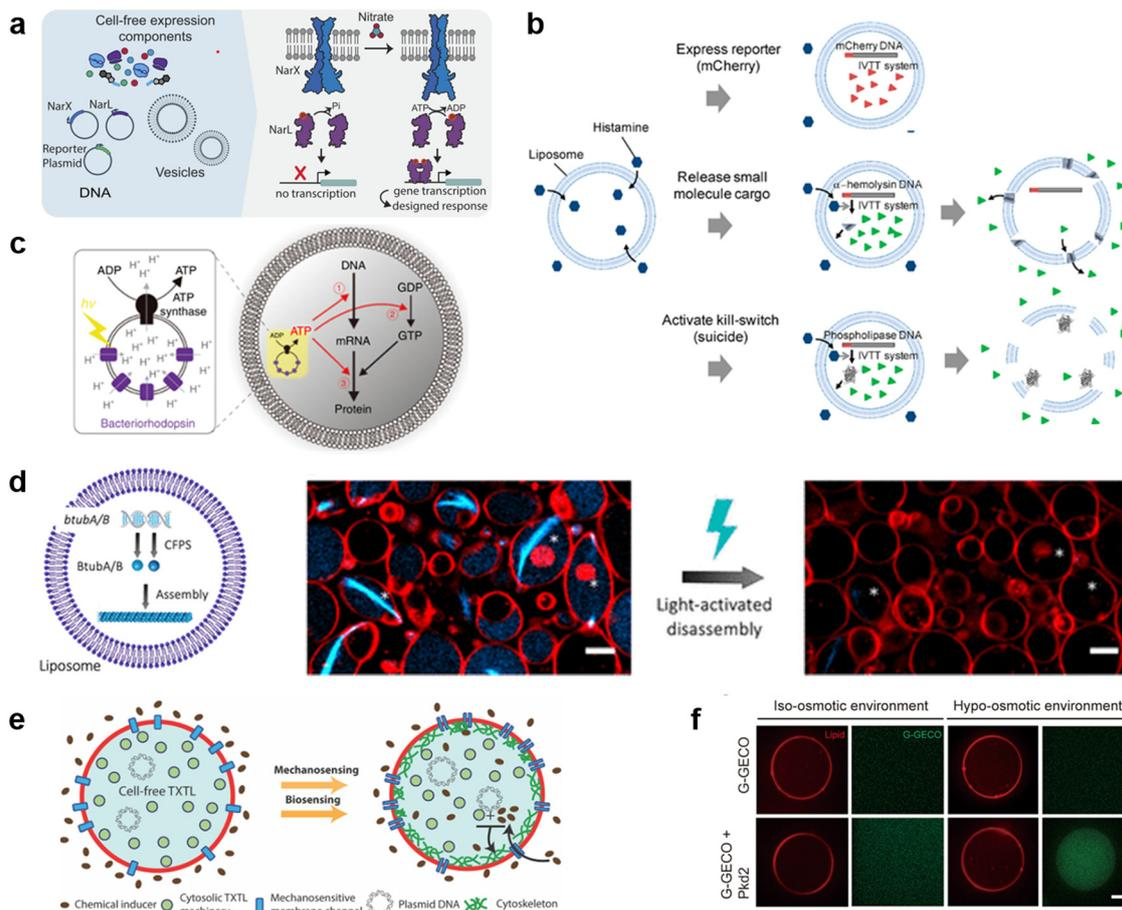 a
Cell-free expression
components
NarX
NarL
Reporter
Plasmid
DNA
Vesicles
Nitrate
NarX
Pi
ATP
ADP
NarL
X
no transcription
gene transcription
designed response
b
Express reporter
(mCherry)
mCherry DNA
IVTT system
Histamine
Liposome
Release small
molecule cargo
α-hemolysin DNA
IVTT system
Activate kill-switch
(suicide)
Phospholipase DNA
IVTT system
c
ADP
ATP
H+
H+
hν
ATP
synthase
H+
H+
H+
H+
H+
H+
H+
H+
H+
H+
H+
H+
H+
H+
Bacteriorhodopsin
DNA
①
GDP
②
ADP
ATP
mRNA
GTP
③
Protein
d
btubA/B
CFPS
BtubA/B
Assembly
Liposome
*
*
*
Light-activated
disassembly
*
*
*
e
Cell-free TXTL
Mechanosensing
Biosensing
+
Chemical inducer
Cytosolic TXTL
Mechanosensitive
Plasmid DNA
Cytoskeleton
f
Iso-osmotic environment
Hypo-osmotic environment
G-GECO
Lipid
G-GECO
G-GECO +
Pkd2